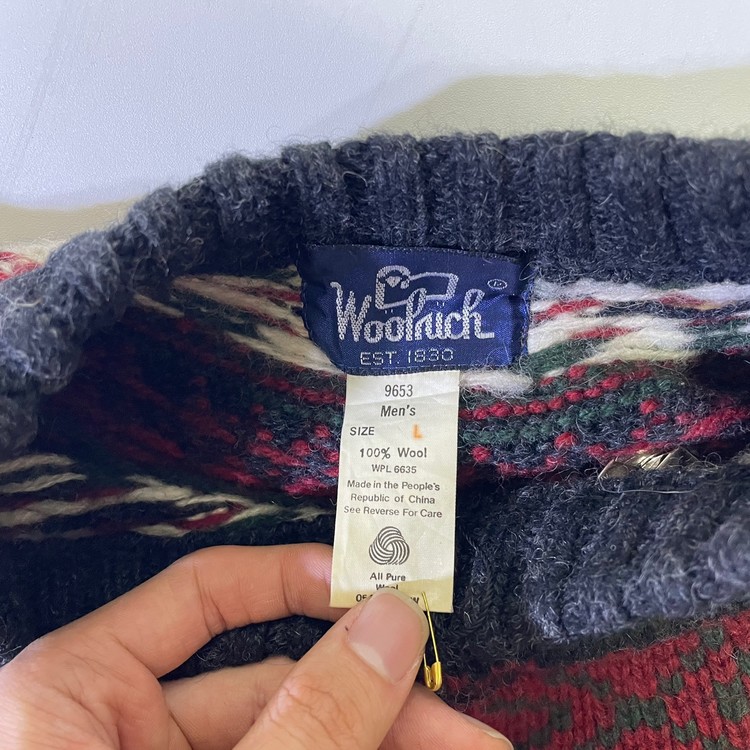 Woolrich
EST. 1830
9653
Men's
SIZE L
100% Wool
WPL 6635
Made in the People's
Republic of China
See Reverse For Care
All Pure
Wool